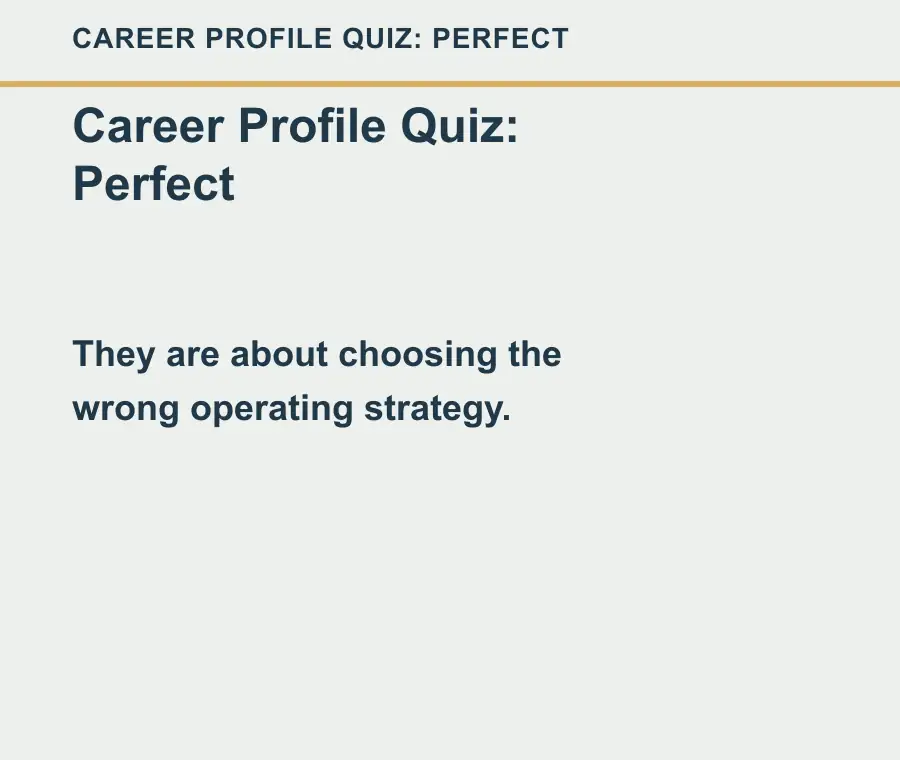 CAREER PROFILE QUIZ: PERFECT
Career Profile Quiz:
Perfect
They are about choosing the
wrong operating strategy.